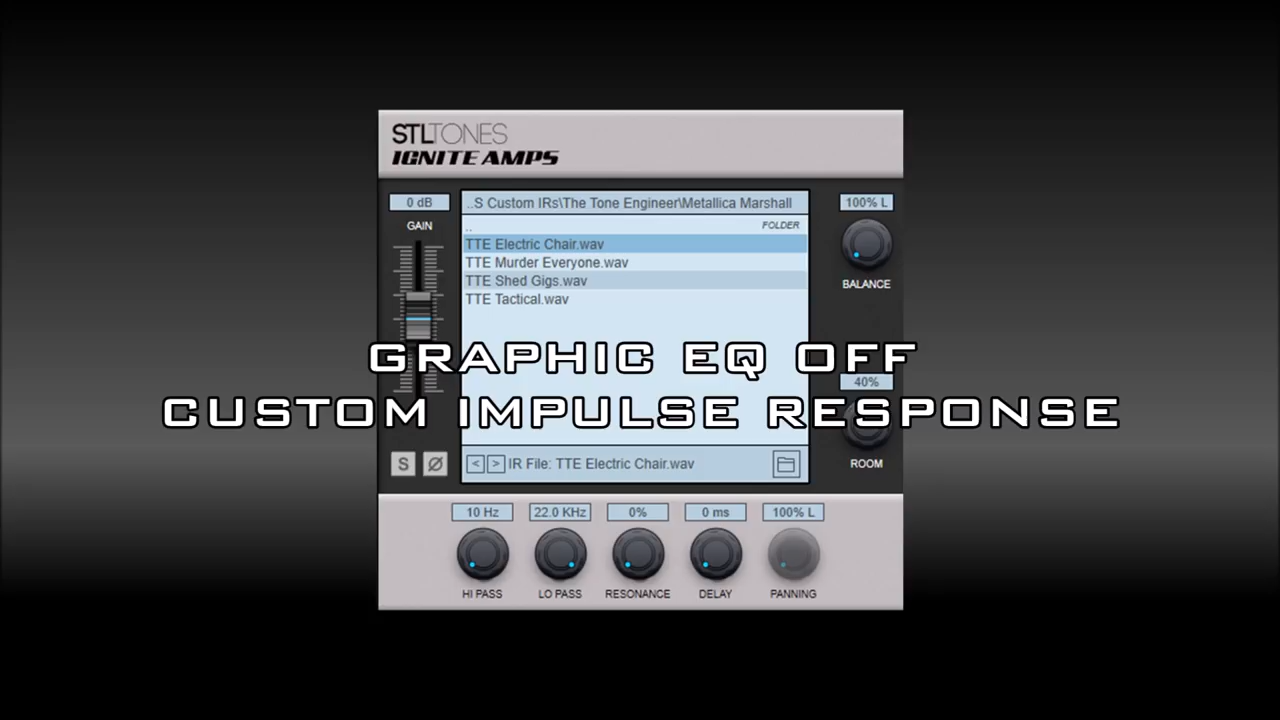 STLTONES
IGNITE AMPS
0 dB
GAIN
..S Custom IRs\The Tone Engineer\Metallica Marshall
..
FOLDER
TTE Electric Chair.wav
TTE Murder Everyone.wav
TTE Shed Gigs.wav
TTE Tactical.wav
100% L
BALANCE
GRAPHIC EQ OFF
40%
CUSTOM IMPULSE RESPONSE
ROOM
S Ø
< > IR File: TTE Electric Chair.wav
10 Hz 22.0 KHz 0% 0 ms 100% L
HI PASS LO PASS RESONANCE DELAY PANNING